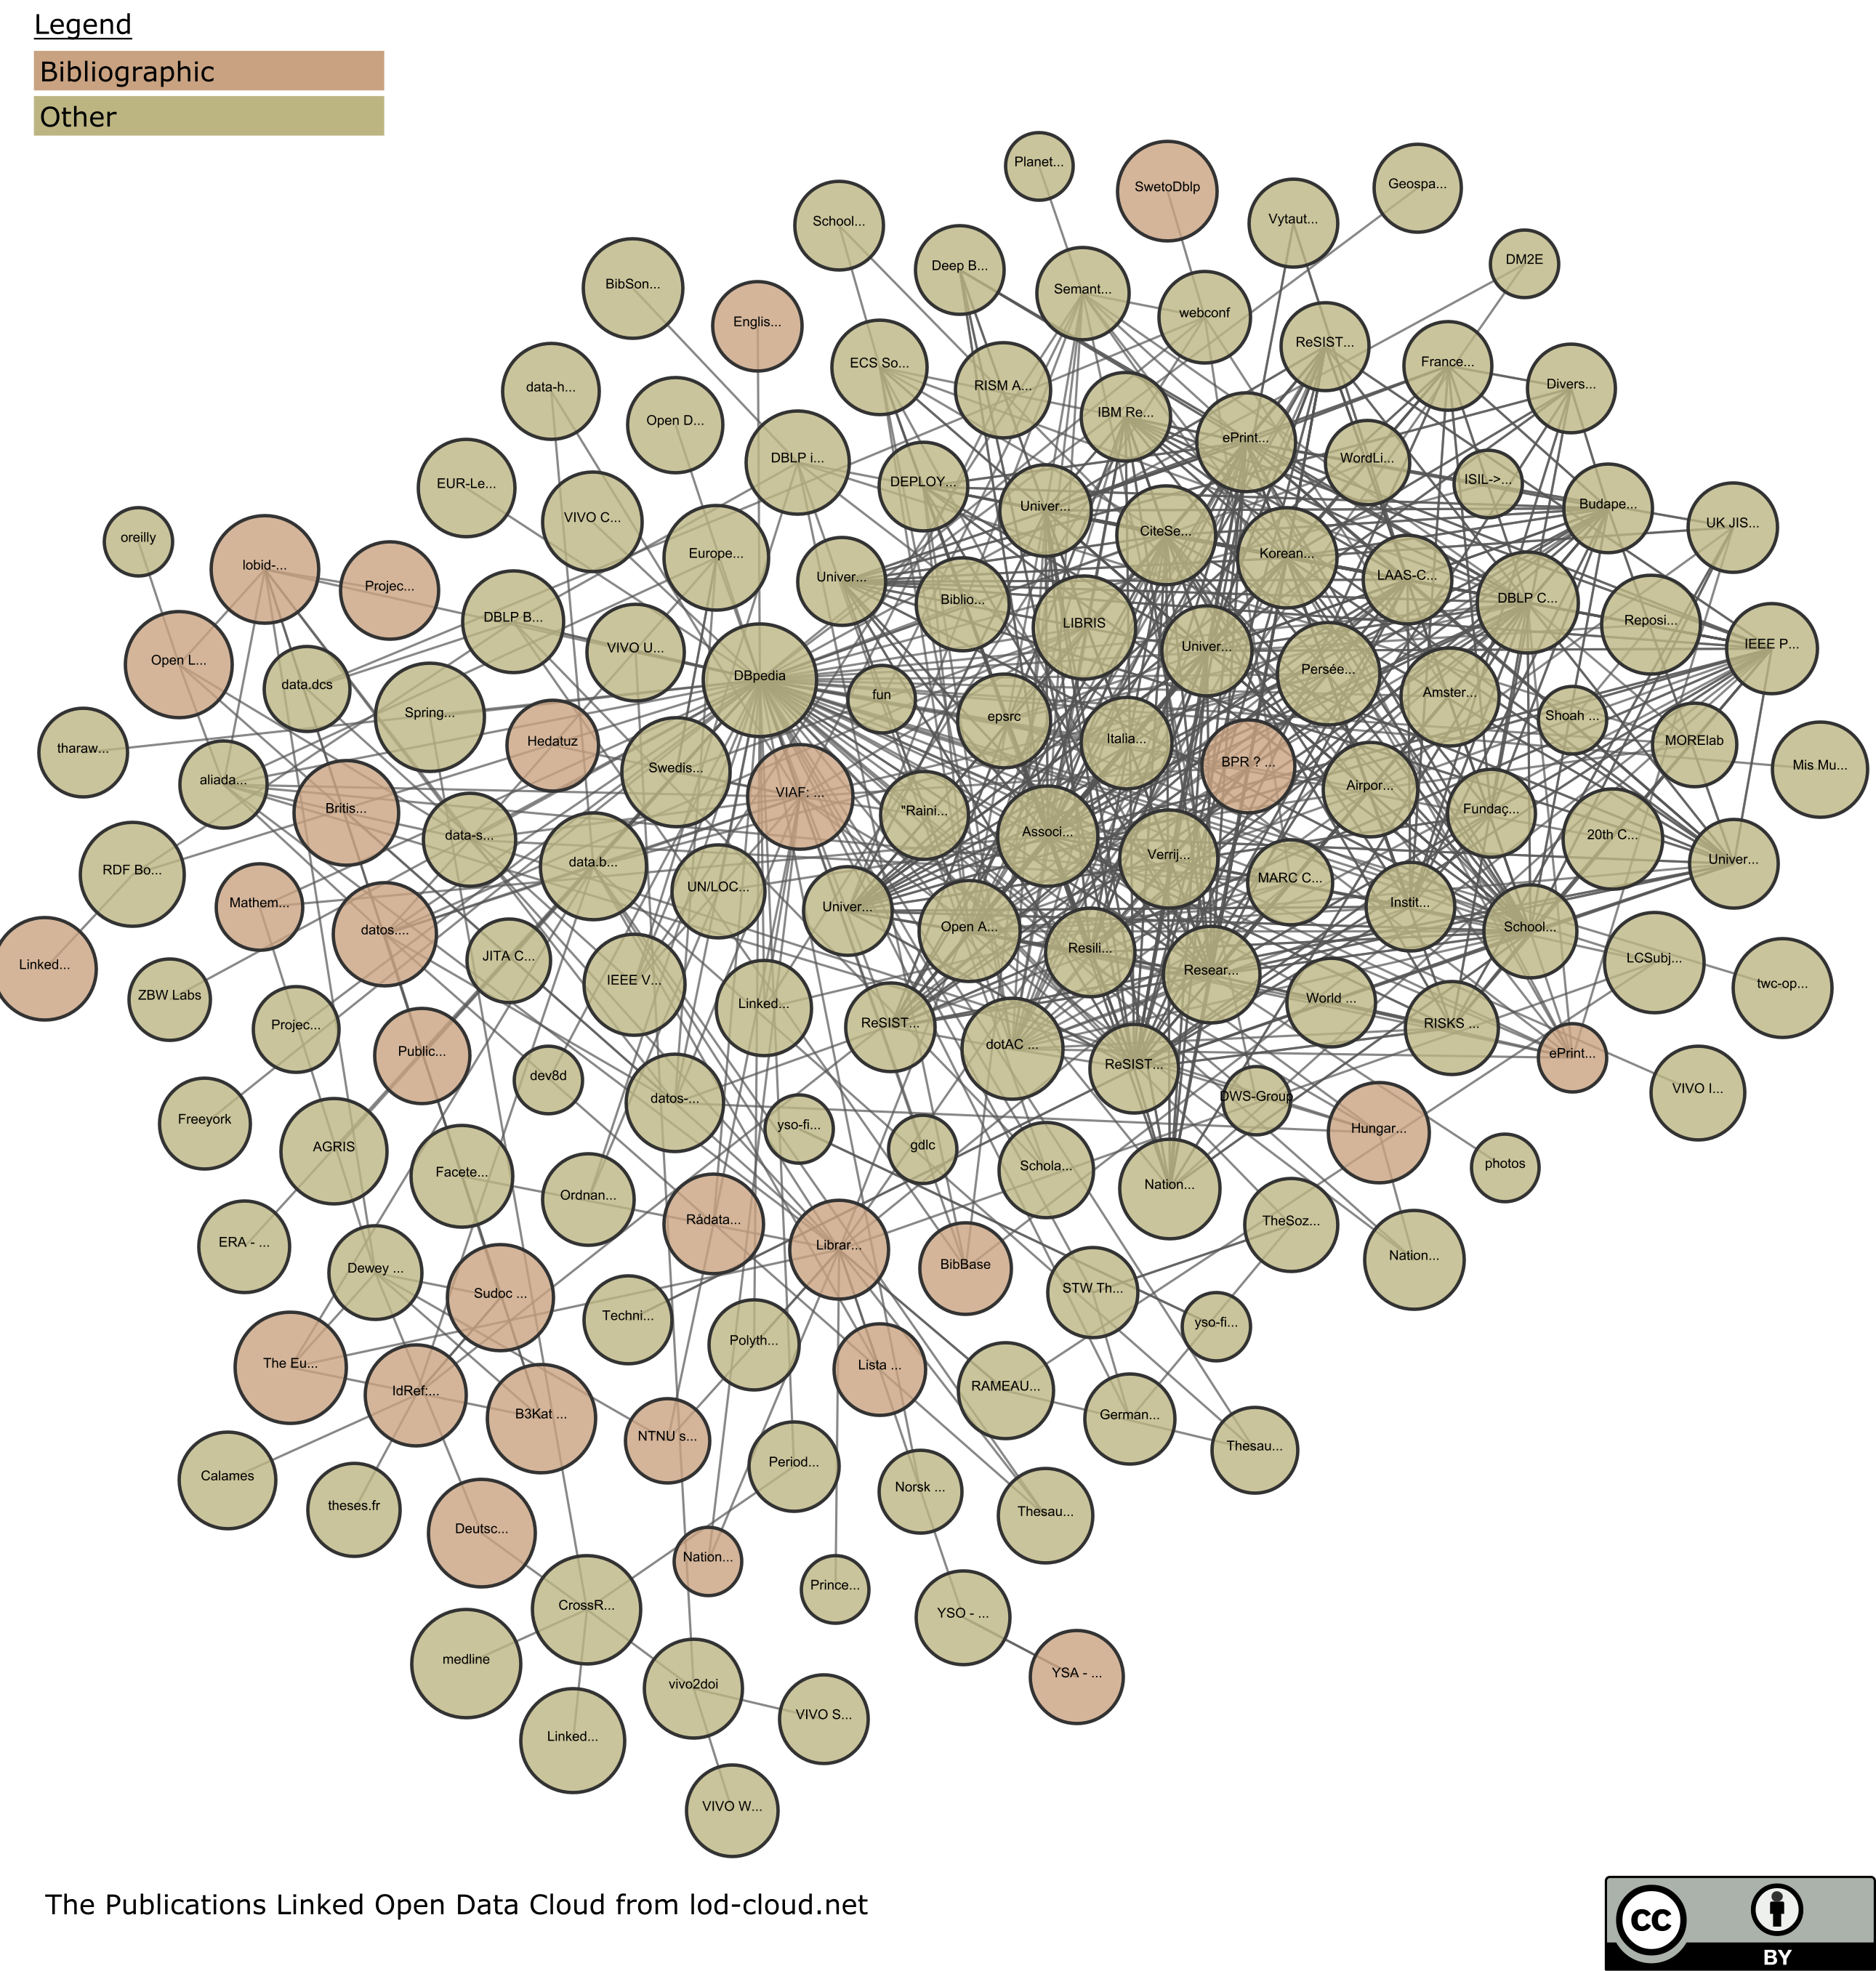 Legend
Bibliographic
Other
Planet...
SwetoDblp
Geospa...
School...
Vytaut...
Deep B...
DM2E
BibSon...
Semant...
webconf
Englis...
ReSIST...
ECS So...
France...
data-h...
RISM A...
Divers...
Open D...
IBM Re...
ePrint...
DBLP i...
WordLi...
EUR-Le...
DEPLOY...
ISIL->...
VIVO C...
Univer...
Budape...
UK JIS...
oreilly
CiteSe...
Europe...
Korean...
lobid-...
Univer...
LAAS-C...
Projec...
Biblio...
DBLP C...
DBLP B...
LIBRIS
Reposi...
VIVO U...
Univer...
IEEE P...
Open L...
DBpedia
Persée...
data.dcs
fun
Amster...
Spring...
epsrc
Shoah ...
tharaw...
Hedatuz
Italia...
MORElab
Swedis...
BPR ? ...
Mis Mu...
aliada...
VIAF: ...
Airpor...
Britis...
"Raini...
Fundaç...
data-s...
Associ...
20th C...
data.b...
Verrij...
Univer...
RDF Bo...
UN/LOC...
MARC C...
Mathem...
Univer...
Instit...
datos....
Open A...
School...
Linked...
JITA C...
Resili...
LCSubj...
ZBW Labs
IEEE V...
Resear...
twc-op...
Projec...
Linked...
ReSIST...
World ...
RISKS ...
Public...
dotAC ...
ePrint...
dev8d
ReSIST...
VIVO I...
datos-...
DWS-Group
Freeyork
yso-fi...
Hungar...
AGRIS
gdlc
photos
Facete...
Schola...
Ordnan...
Nation...
Rádata...
TheSoz...
ERA - ...
Librar...
Nation...
Dewey ...
BibBase
Sudoc ...
STW Th...
Techni...
yso-fi...
The Eu...
Polyth...
Lista ...
IdRef:...
RAMEAU...
B3Kat ...
German...
NTNU s...
Thesau...
Calames
Period...
theses.fr
Norsk ...
Thesau...
Deutsc...
Nation...
Prince...
CrossR...
YSO - ...
medline
YSA - ...
vivo2doi
VIVO S...
Linked...
VIVO W...
The Publications Linked Open Data Cloud from lod-cloud.net
cc
BY